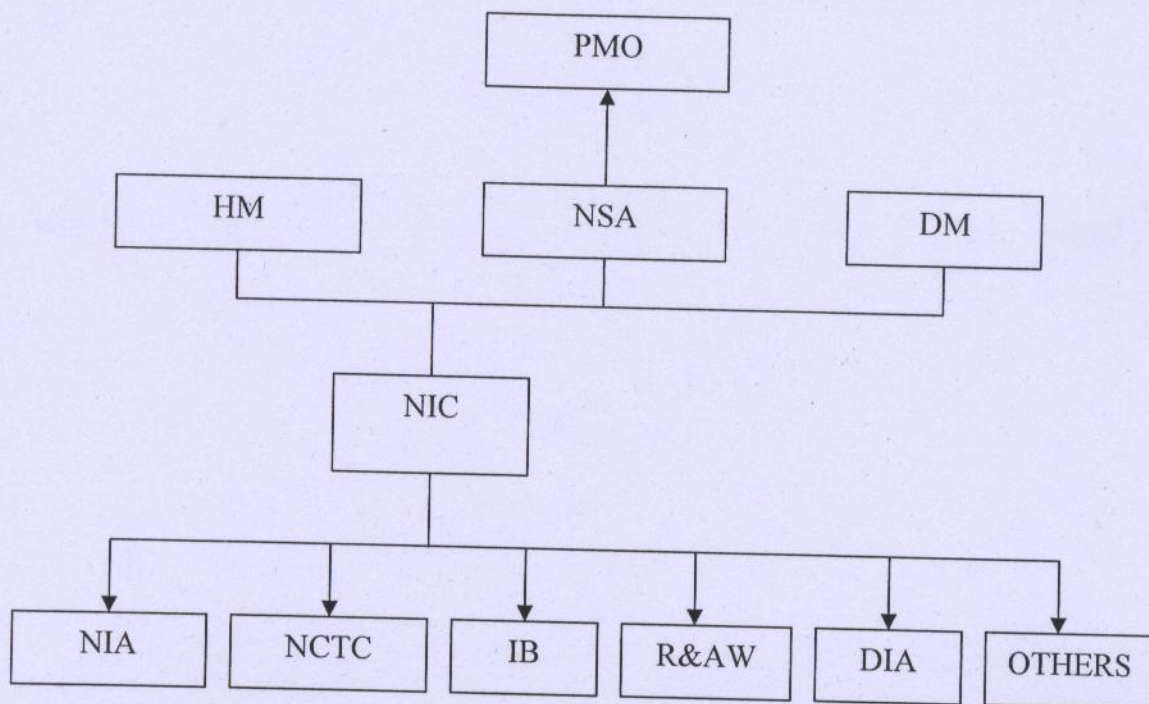 PMO
HM
NSA
DM
NIC
NIA
NCTC
IB
R&AW
DIA
OTHERS